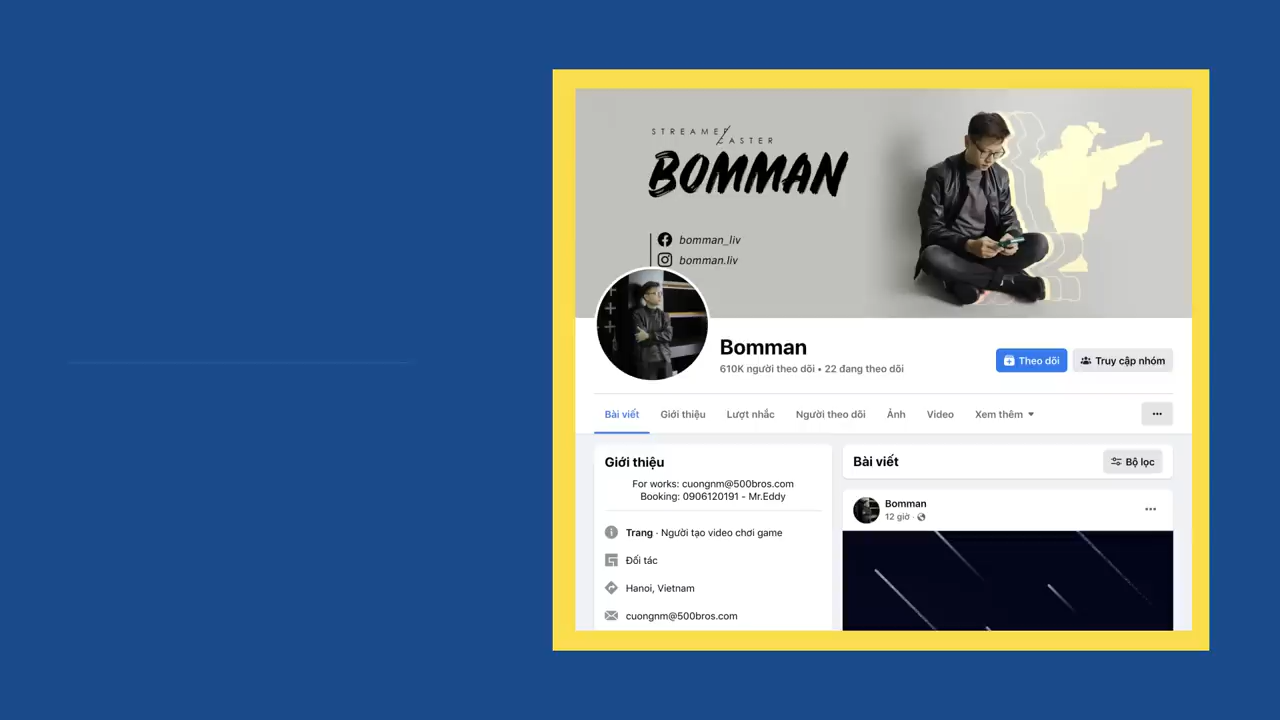 STREAMER
CASTER
BOMMAN
bomman_liv
bomman.liv
Bomman
610K người theo dõi • 22 đang theo dõi
Theo dõi
Truy cập nhóm
Bài viết
Giới thiệu
Lượt nhắc
Người theo dõi
Ảnh
Video
Xem thêm
Giới thiệu
For works: cuongnm@500bros.com
Booking: 0906120191 - Mr.Eddy
Trang · Người tạo video chơi game
Đối tác
Hanoi, Vietnam
cuongnm@500bros.com
Bài viết
Bộ lọc
Bomman
12 giờ ·